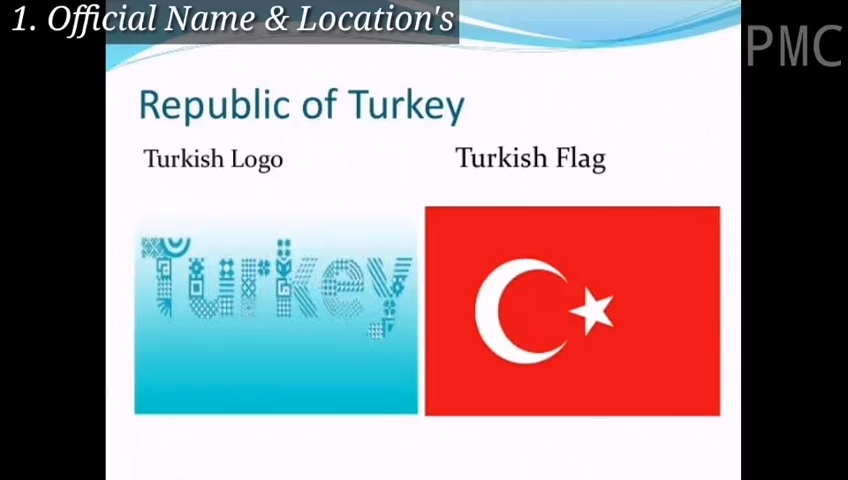 1. Official Name & Location's
PMC
Republic of Turkey
Turkish Logo
Turkish Flag
Turkey